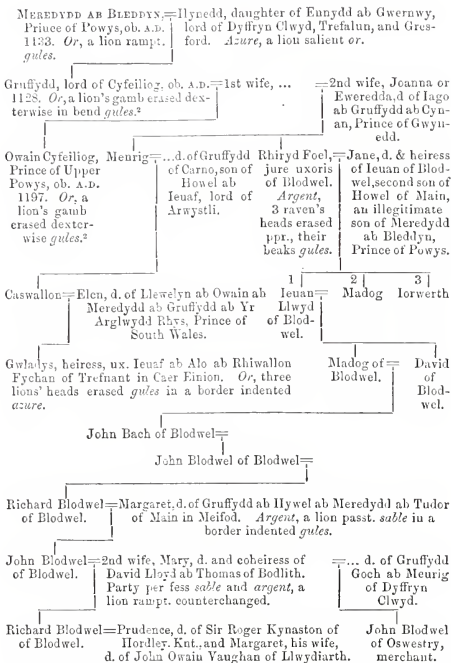 MEREDYDD AB BLEDDYN,=Hynedd, daughter of Ennydd ab Gwernwy,
Prince of Powys, ob. A.D. lord of Dyffryn Clwyd, Trefalun, and Gres-
1133. Or, a lion rampt. ford. Azure, a lion salient or.
gules.
Gruffydd, lord of Cyfeiliog, ob. A.D.=1st wife, ... =2nd wife, Joanna or
1128. Or, a lion's gamb erased dex- Eweredda, d. of Iago
terwise in bend gules.² ab Gruffydd ab Cyn-
an, Prince of Gwyn-
edd.
Owain Cyfeiliog, Meurig=...d. of Gruffydd Rhiryd Foel,=Jane, d. & heiress
Prince of Upper of Carno, son of jure uxoris of Ieuan of Blod-
Powys, ob. A.D. Howel ab of Blodwel. wel, second son of
1197. Or, a Ieuaf, lord of Argent, Howel of Main,
lion's gamb Arwystli. 3 raven's an illegitimate
erased dexter- heads erased son of Meredydd
wise gules.² ppr., their ab Bleddyn,
beaks gules. Prince of Powys.
1 2 3
Caswallon=Elen, d. of Llewelyn ab Owain ab Ieuan= Madog Iorwerth
Meredydd ab Gruffydd ab Yr Llwyd
Arglwydd Rhys, Prince of of Blod-
South Wales. wel.
Gwladys, heiress, ux. Ieuaf ab Alo ab Rhiwallon Madog of= David
Fychan of Trefnant in Caer Einion. Or, three Blodwel. of
lions' heads erased gules in a border indented Blod-
azure. wel.
John Bach of Blodwel=
John Blodwel of Blodwel=
Richard Blodwel=Margaret, d. of Gruffydd ab Hywel ab Meredydd ab Tudor
of Blodwel. of Main in Meifod. Argent, a lion passt. sable in a
border indented gules.
John Blodwel=2nd wife, Mary, d. and coheiress of =... d. of Gruffydd
of Blodwel. David Lloyd ab Thomas of Bodlith. Goch ab Meurig
Party per fess sable and argent, a of Dyffryn
lion rampt. counterchanged. Clwyd.
Richard Blodwel=Prudence, d. of Sir Roger Kynaston of John Blodwel
of Blodwel. Hordley. Knt., and Margaret, his wife, of Oswestry,
d. of John Owain Vaughan of Llwydiarth. merchant.